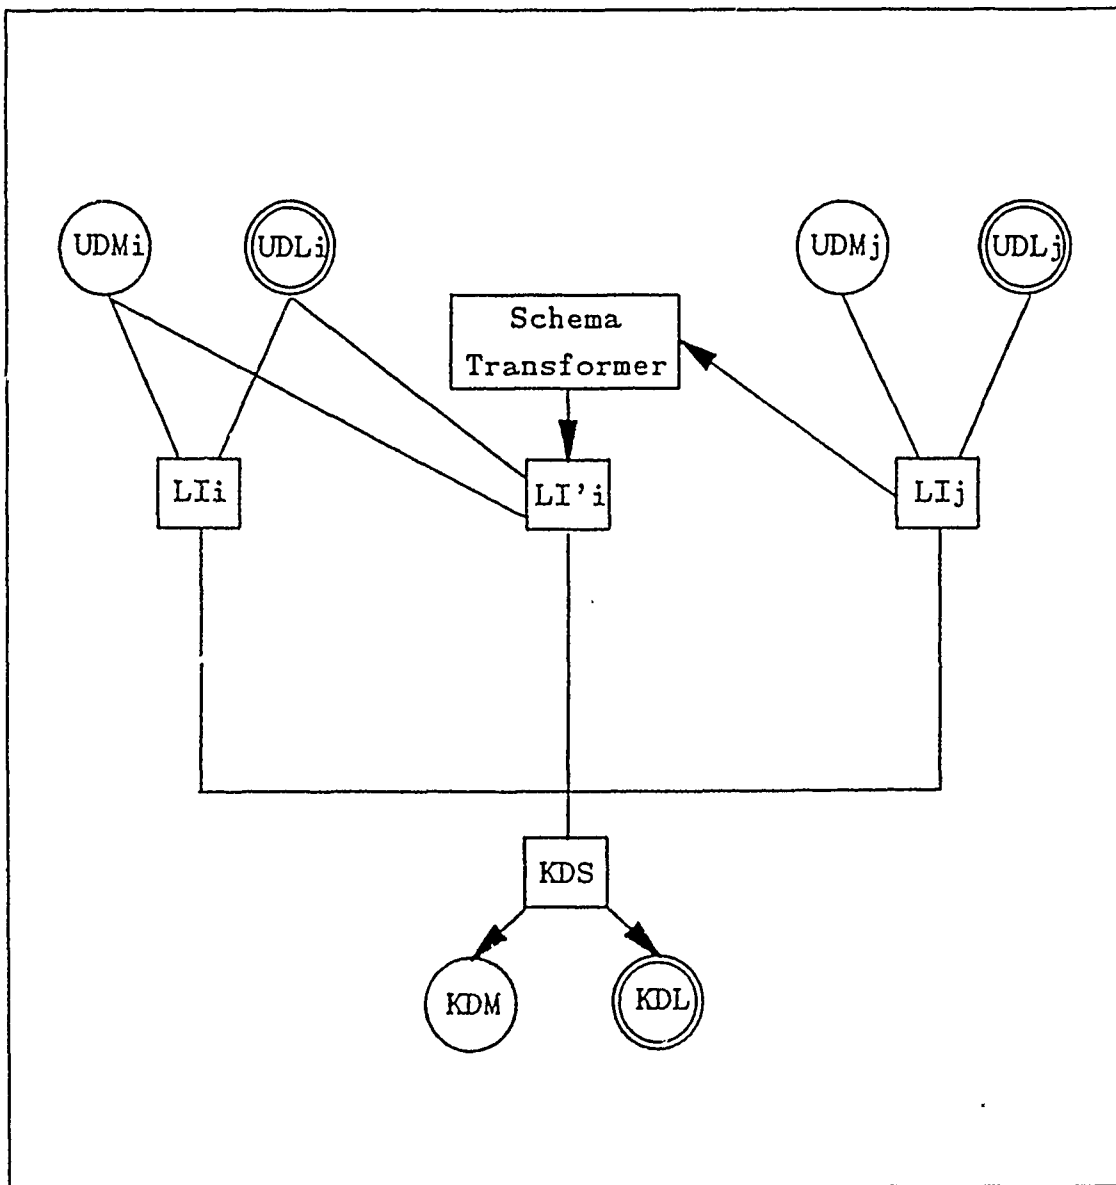 UDMi
UDLi
UDMj
UDLj
Schema
Transformer
LIi
LI'i
LIj
KDS
KDM
KDL